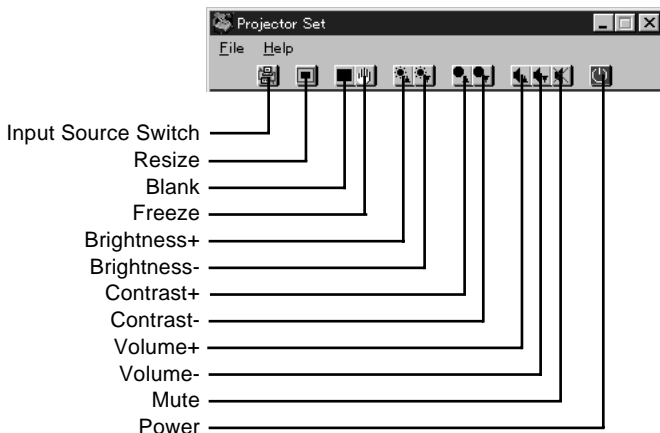 Projector Set
File Help
Input Source Switch
Resize
Blank
Freeze
Brightness+
Brightness-
Contrast+
Contrast-
Volume+
Volume-
Mute
Power